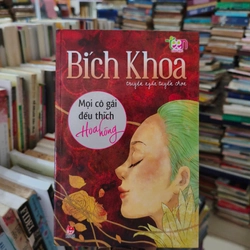 Bích Khoa
truyện ngắn tuyển chọn
Mọi cô gái
đều thích
Hoa hồng